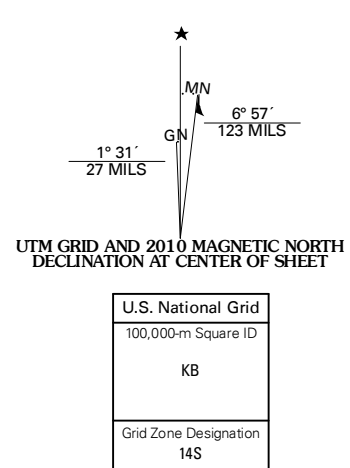 ★
MN
6° 57´
123 MILS
GN
1° 31´
27 MILS
UTM GRID AND 2010 MAGNETIC NORTH
DECLINATION AT CENTER OF SHEET
U.S. National Grid
100,000-m Square ID
KB
Grid Zone Designation
14S